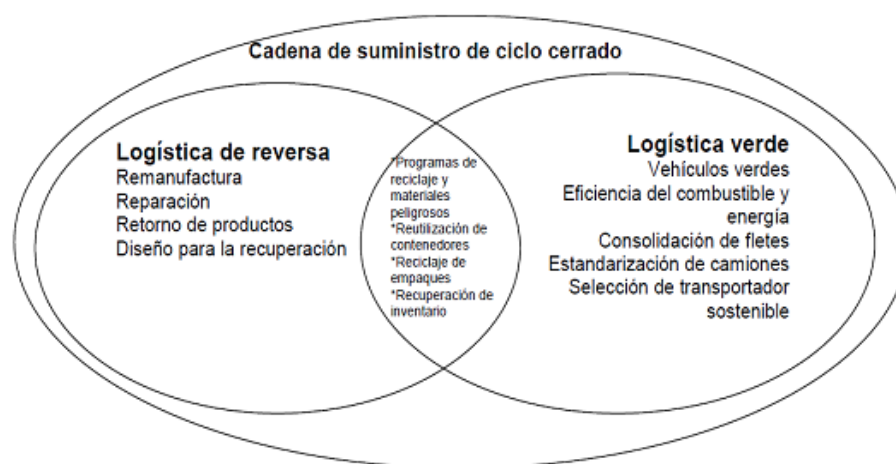 Cadena de suministro de ciclo cerrado
Logística de reversa
Remanufactura
Reparación
Retorno de productos
Diseño para la recuperación
*Programas de
reciclaje y
materiales
peligrosos
*Reutilización de
contenedores
*Reciclaje de
empaques
*Recuperación de
inventario
Logística verde
Vehículos verdes
Eficiencia del combustible y
energía
Consolidación de fletes
Estandarización de camiones
Selección de transportador
sostenible